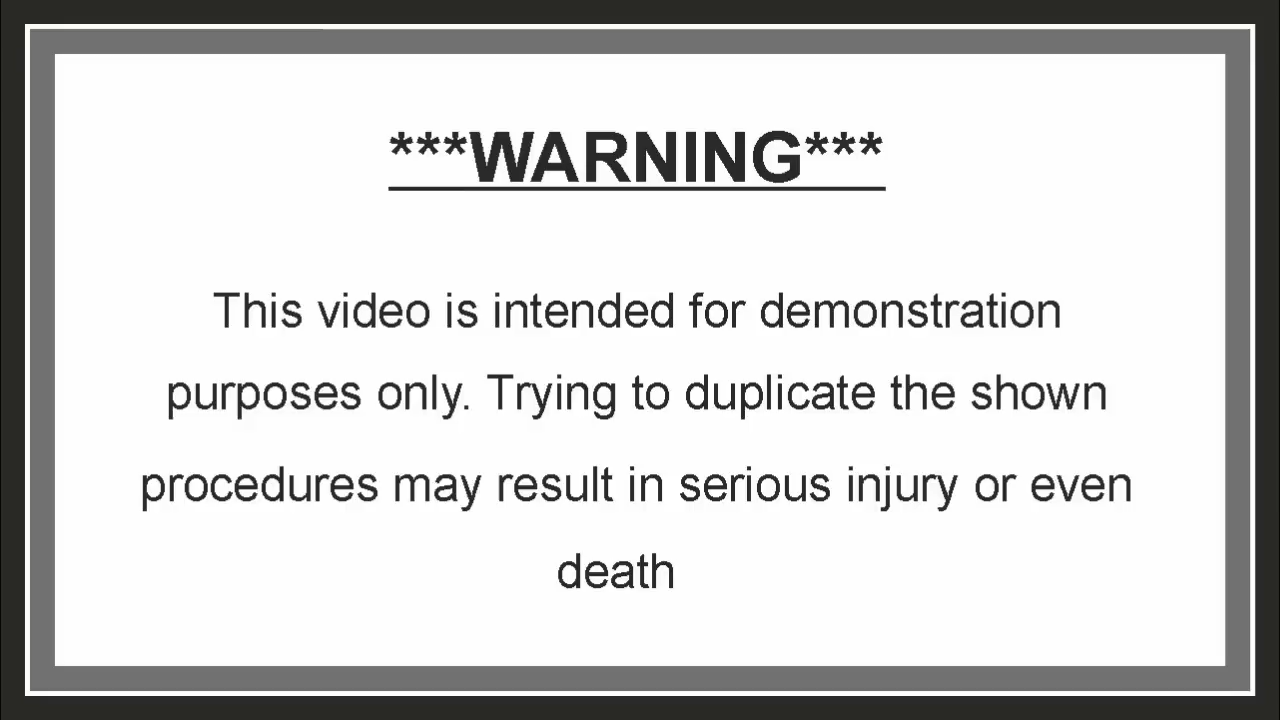 ***WARNING***
This video is intended for demonstration
purposes only. Trying to duplicate the shown
procedures may result in serious injury or even
death